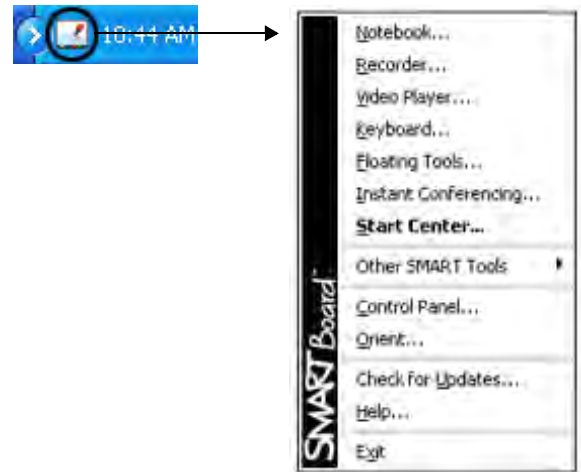 10:44 AM
Notebook...
Recorder...
Video Player...
Keyboard...
Floating Tools...
Instant Conferencing...
Start Center...
Other SMART Tools
Control Panel...
Orient...
Check for Updates...
Help...
Exit
SMART Board™